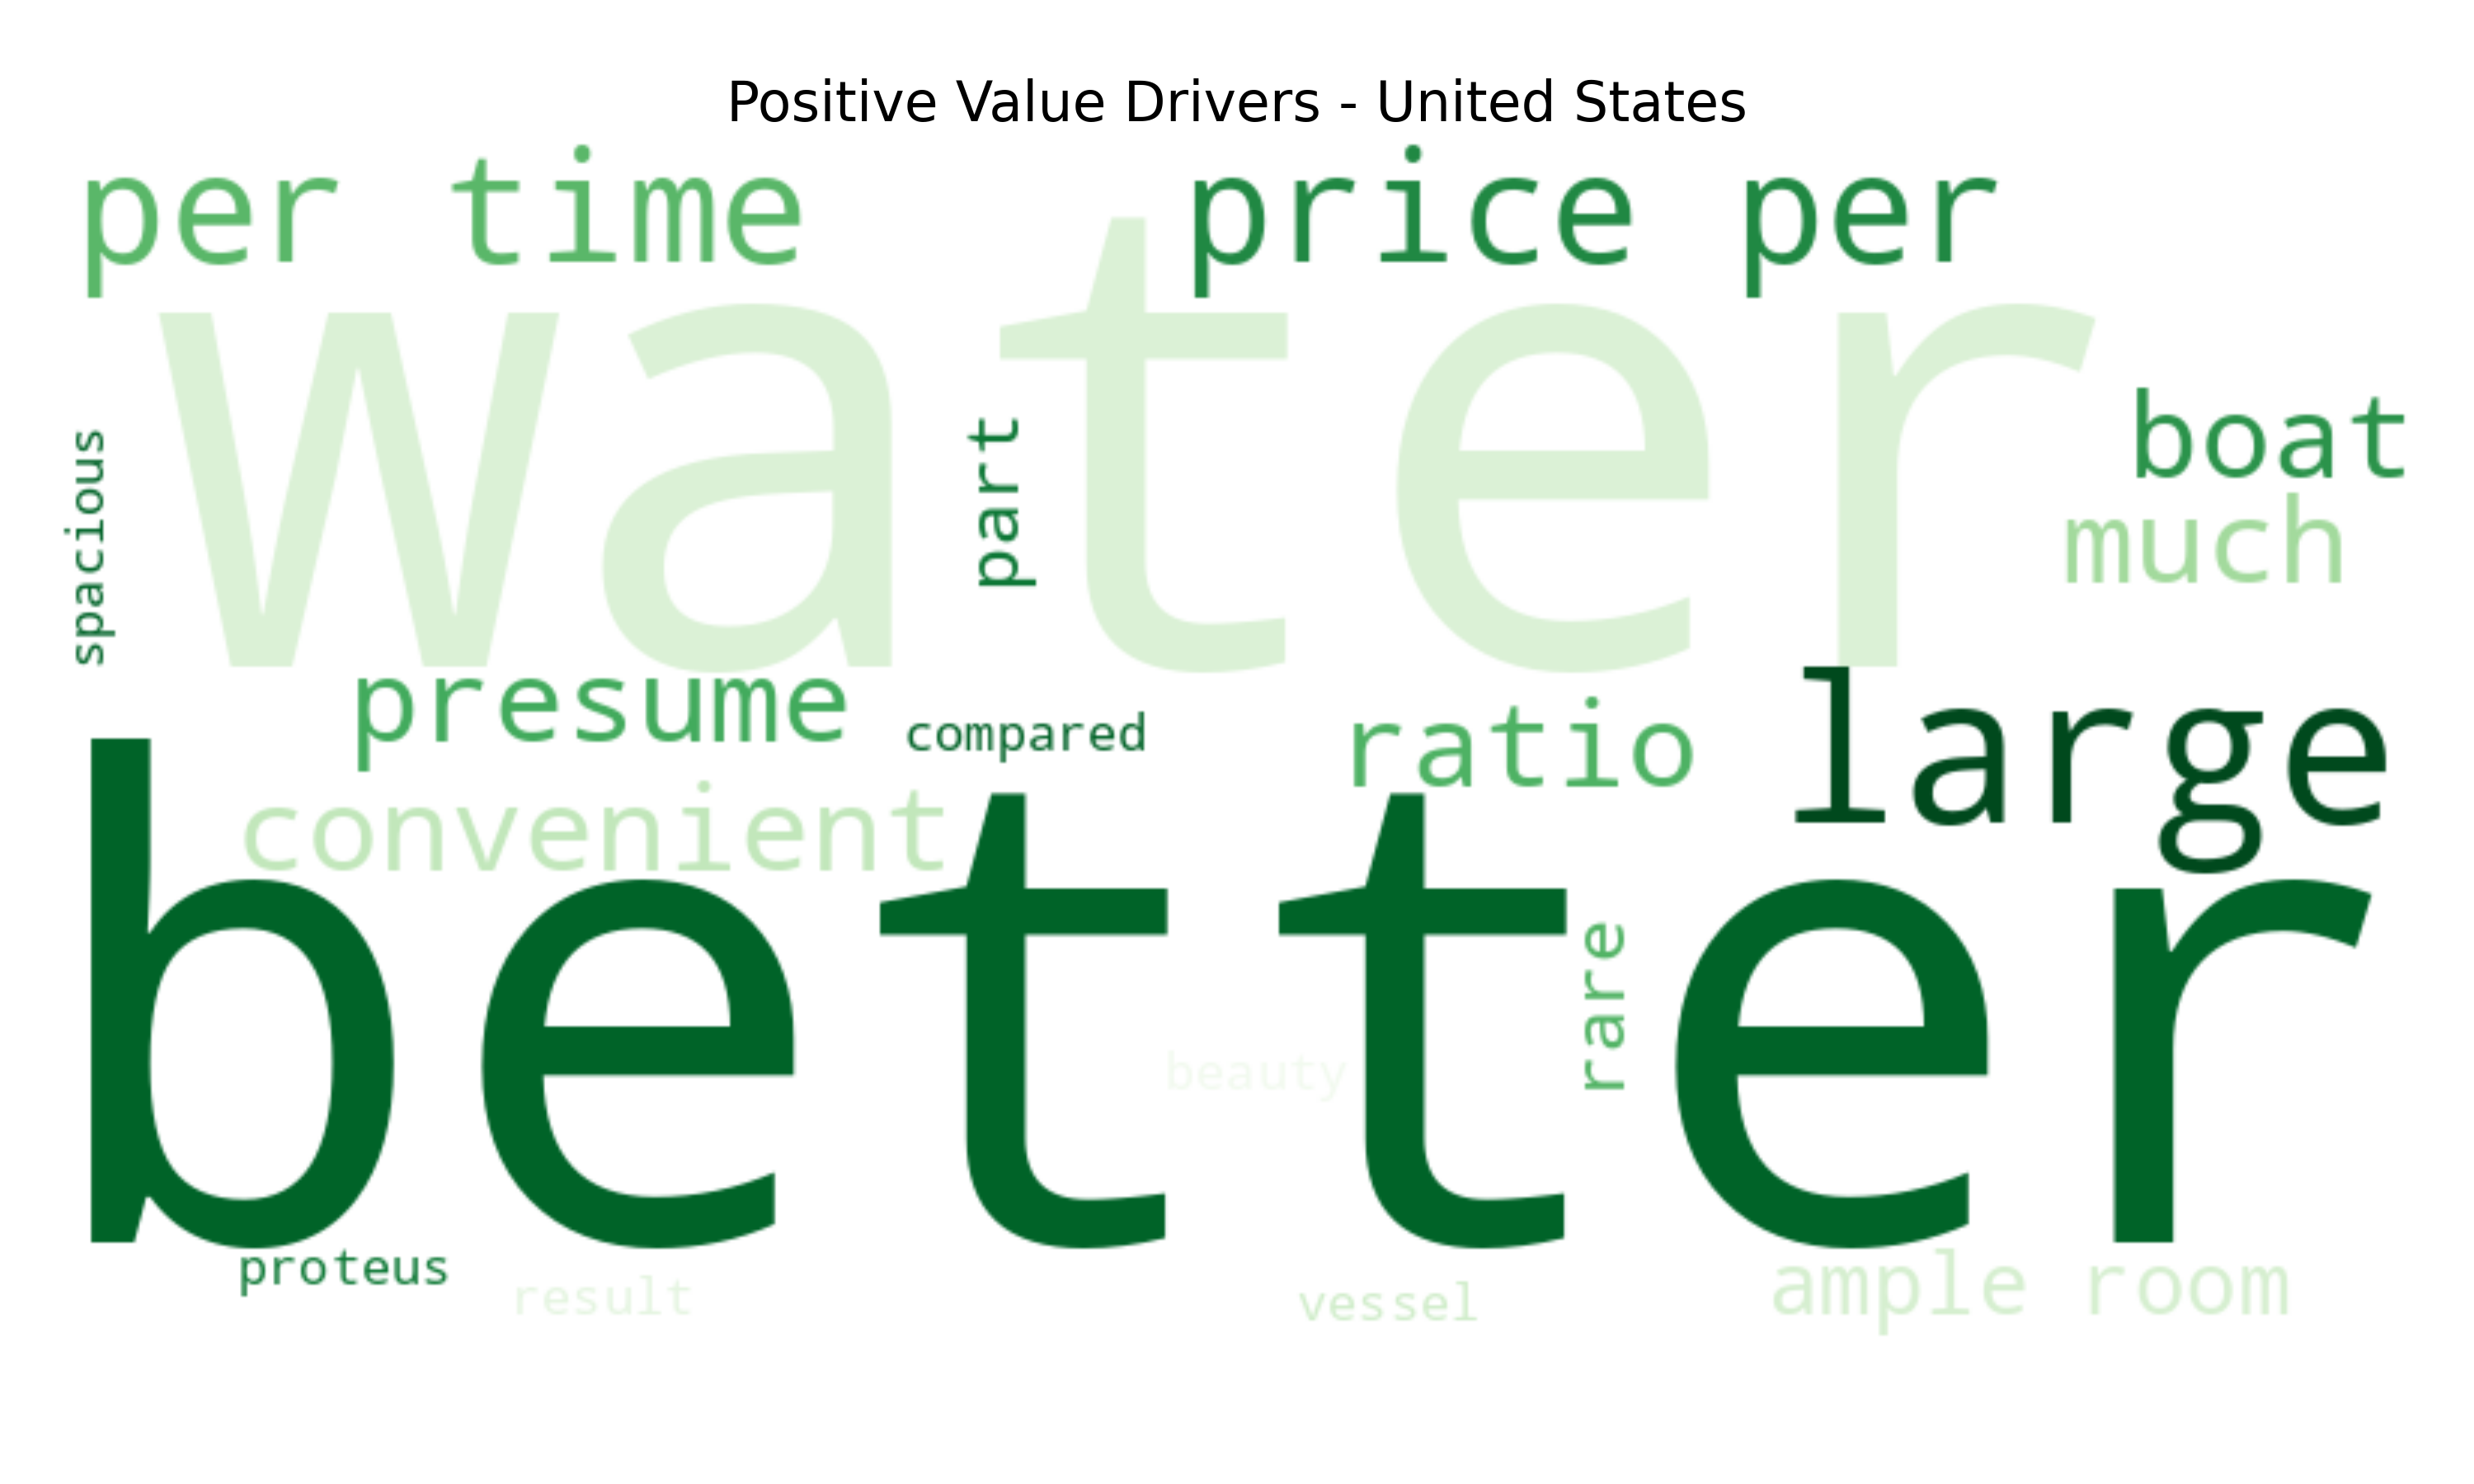 Positive Value Drivers - United States
per time
price per
water
boat
part
spacious
much
presume
compared
ratio
large
convenient
better
rare
beauty
proteus
result
vessel
ample room